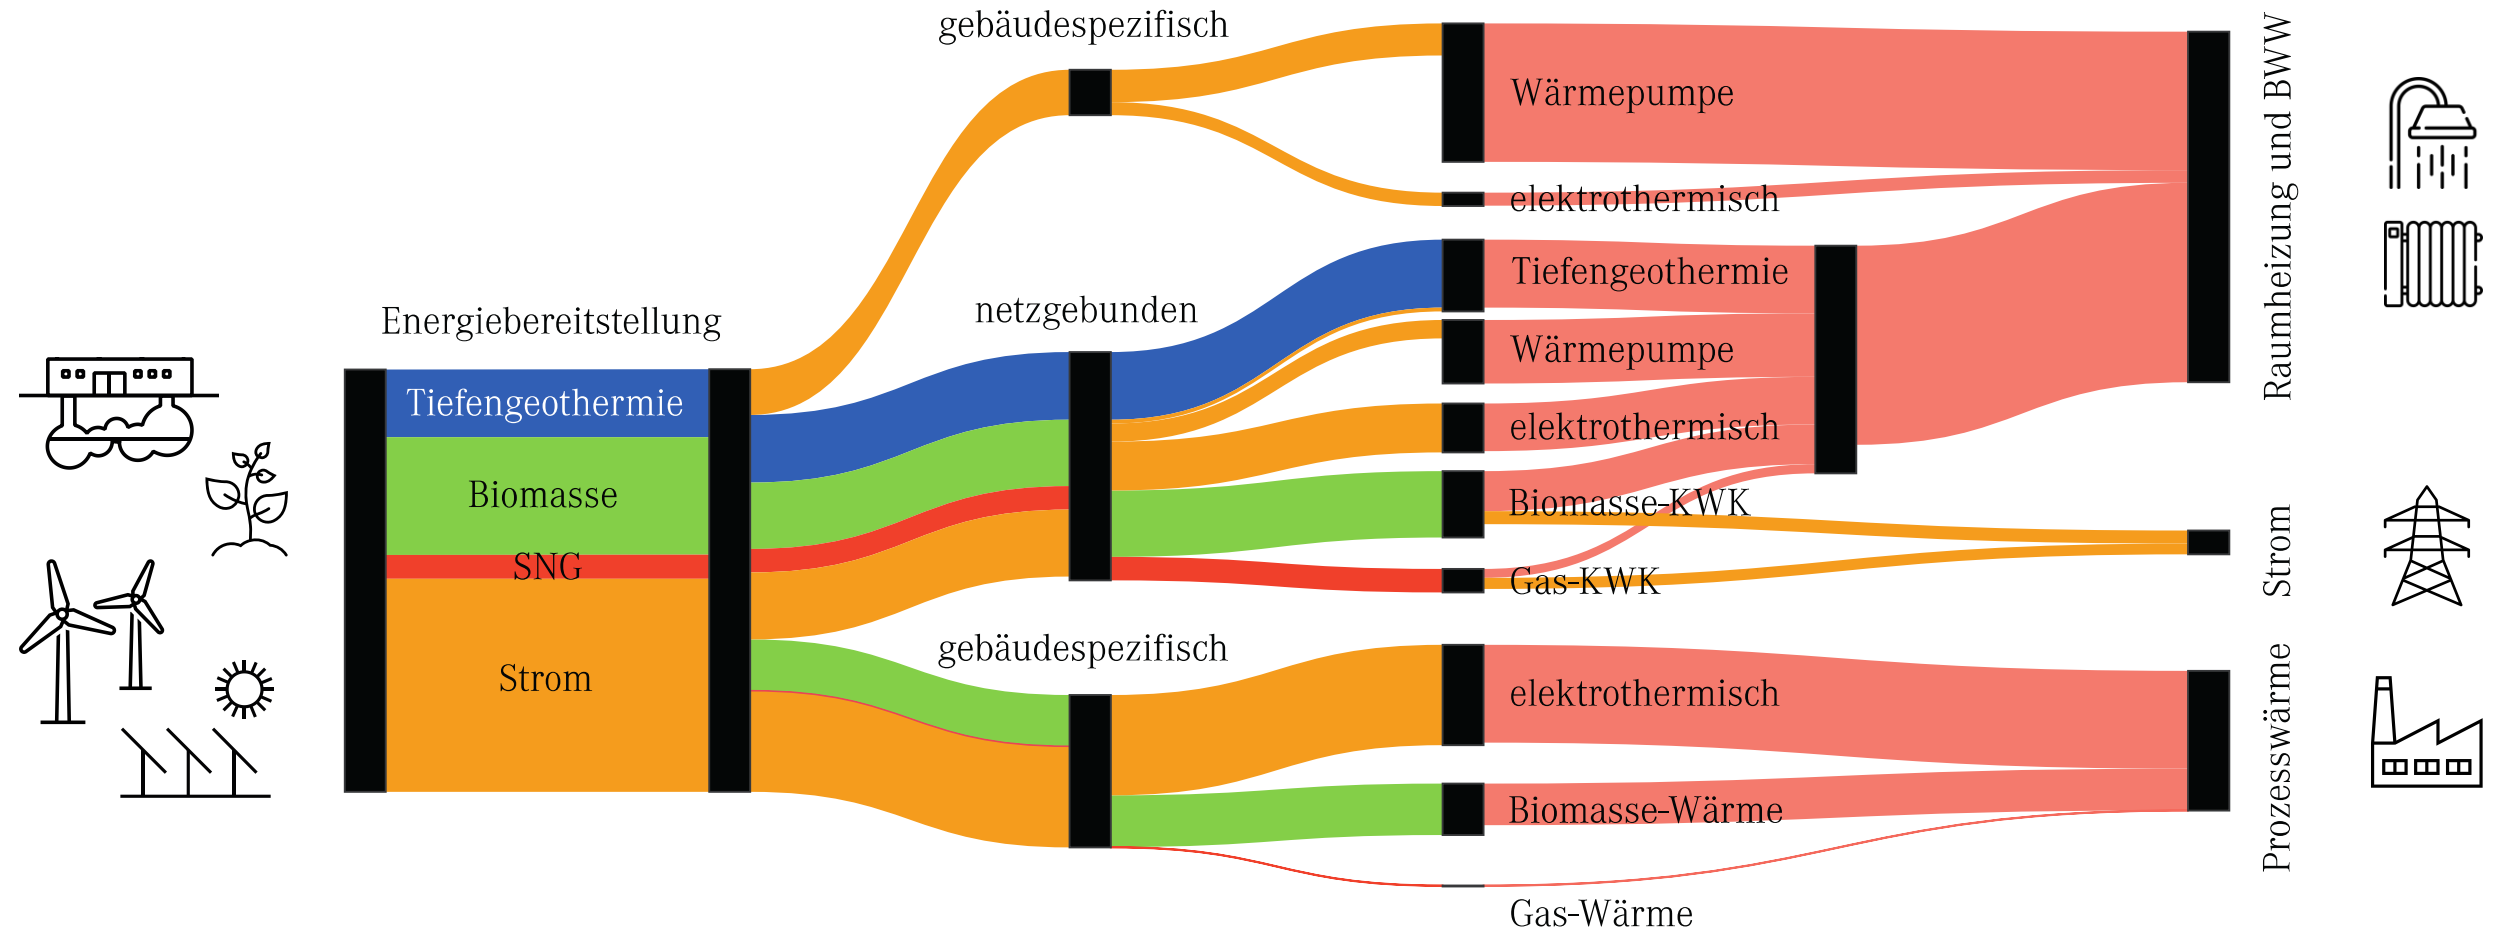 gebäudespezifisch
Wärmepumpe
elektrothermisch
Raumheizung und BWW
Energiebereitstellung
netzgebunden
Tiefengeothermie
Tiefengeothermie
Wärmepumpe
elektrothermisch
Biomasse
Biomasse-KWK
SNG
Gas-KWK
Strom
Strom
gebäudespezifisch
elektrothermisch
Biomasse-Wärme
Prozesswärme
Gas-Wärme